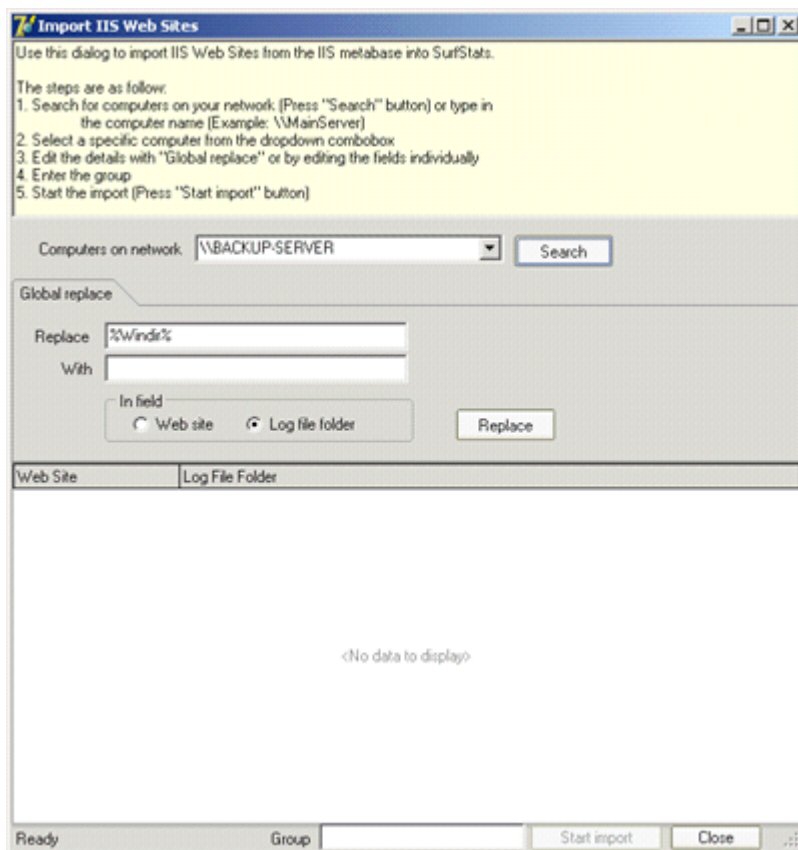 Import IIS Web Sites
Use this dialog to import IIS Web Sites from the IIS metabase into SurfStats.
The steps are as follow:
1. Search for computers on your network (Press "Search" button) or type in
the computer name (Example: \\MainServer)
2. Select a specific computer from the dropdown combobox
3. Edit the details with "Global replace" or by editing the fields individually
4. Enter the group
5. Start the import (Press "Start import" button)
Computers on network \\BACKUP-SERVER Search
Global replace
Replace %Windir%
With
In field
Web site Log file folder Replace
Web Site Log File Folder
<No data to display>
Ready Group Start import Close